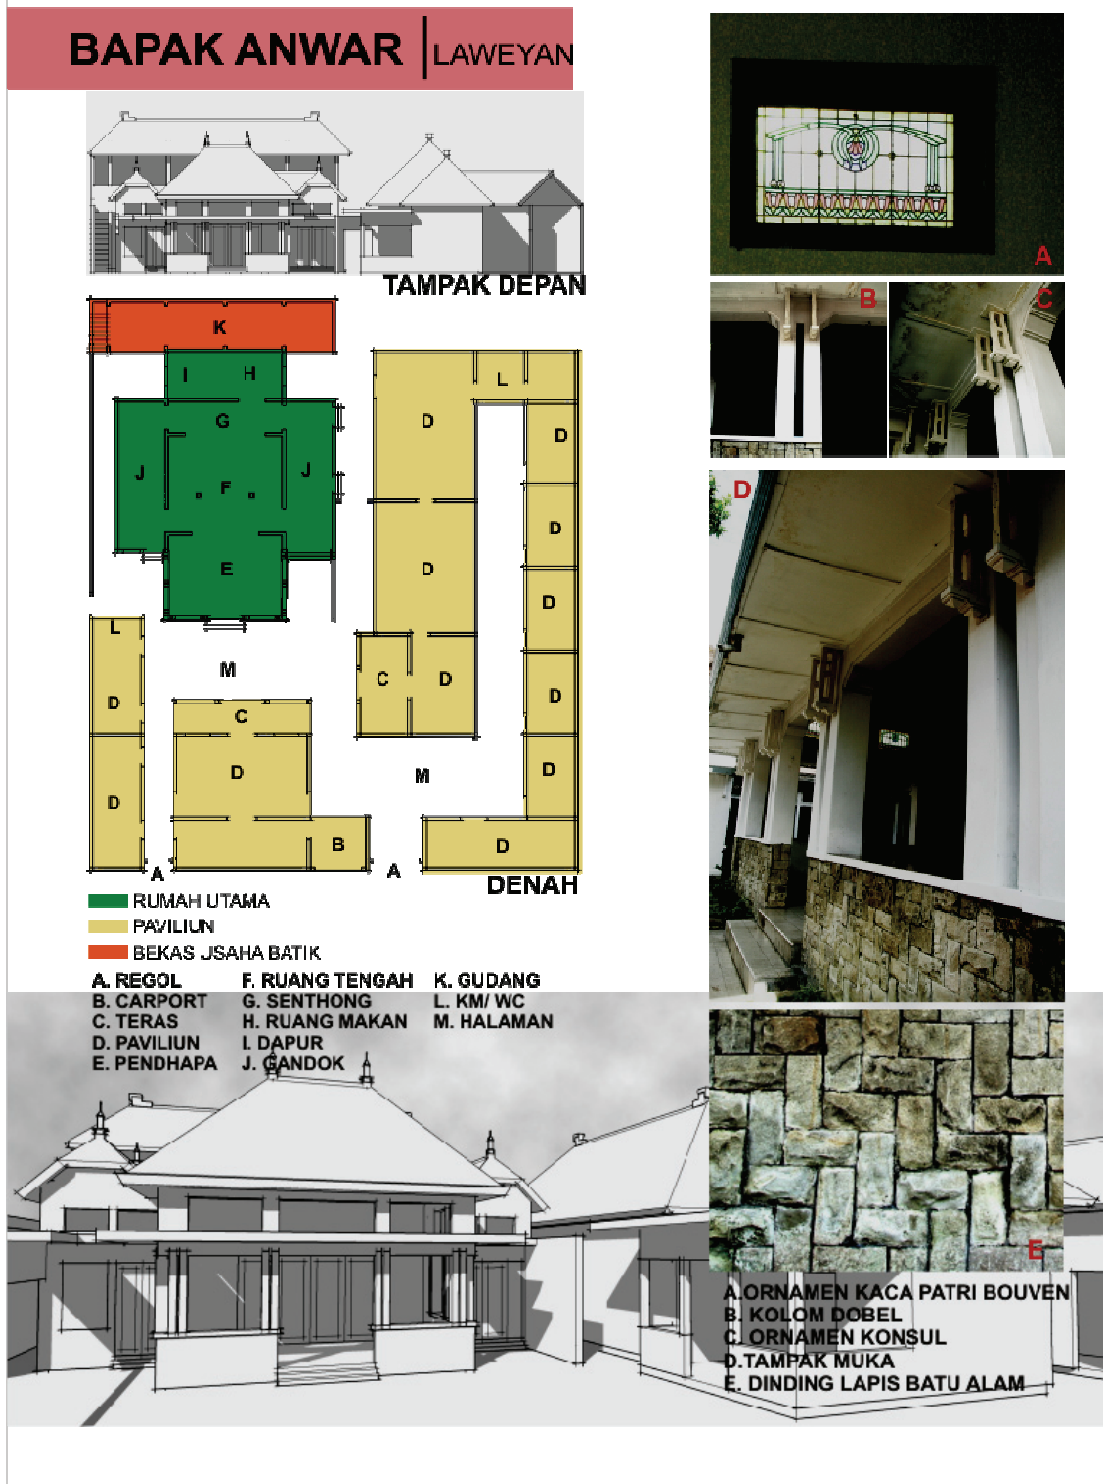 BAPAK ANWAR | LAWEYAN
TAMPAK DEPAN
K
I H
G
J J
F
E
L
D
D
D
D
D
D
D
D
C D
L
D
D
M
C
D
B
M
D
A A
DENAH
RUMAH UTAMA
PAVILIUN
BEKAS USAHA BATIK
A. REGOL
B. CARPORT
C. TERAS
D. PAVILIUN
E. PENDHAPA
F. RUANG TENGAH
G. SENTHONG
H. RUANG MAKAN
I. DAPUR
J. GANDOK
K. GUDANG
L. KM/ WC
M. HALAMAN
A
B
C
D
E
A.ORNAMEN KACA PATRI BOUVEN
B. KOLOM DOBEL
C. ORNAMEN KONSUL
D.TAMPAK MUKA
E. DINDING LAPIS BATU ALAM